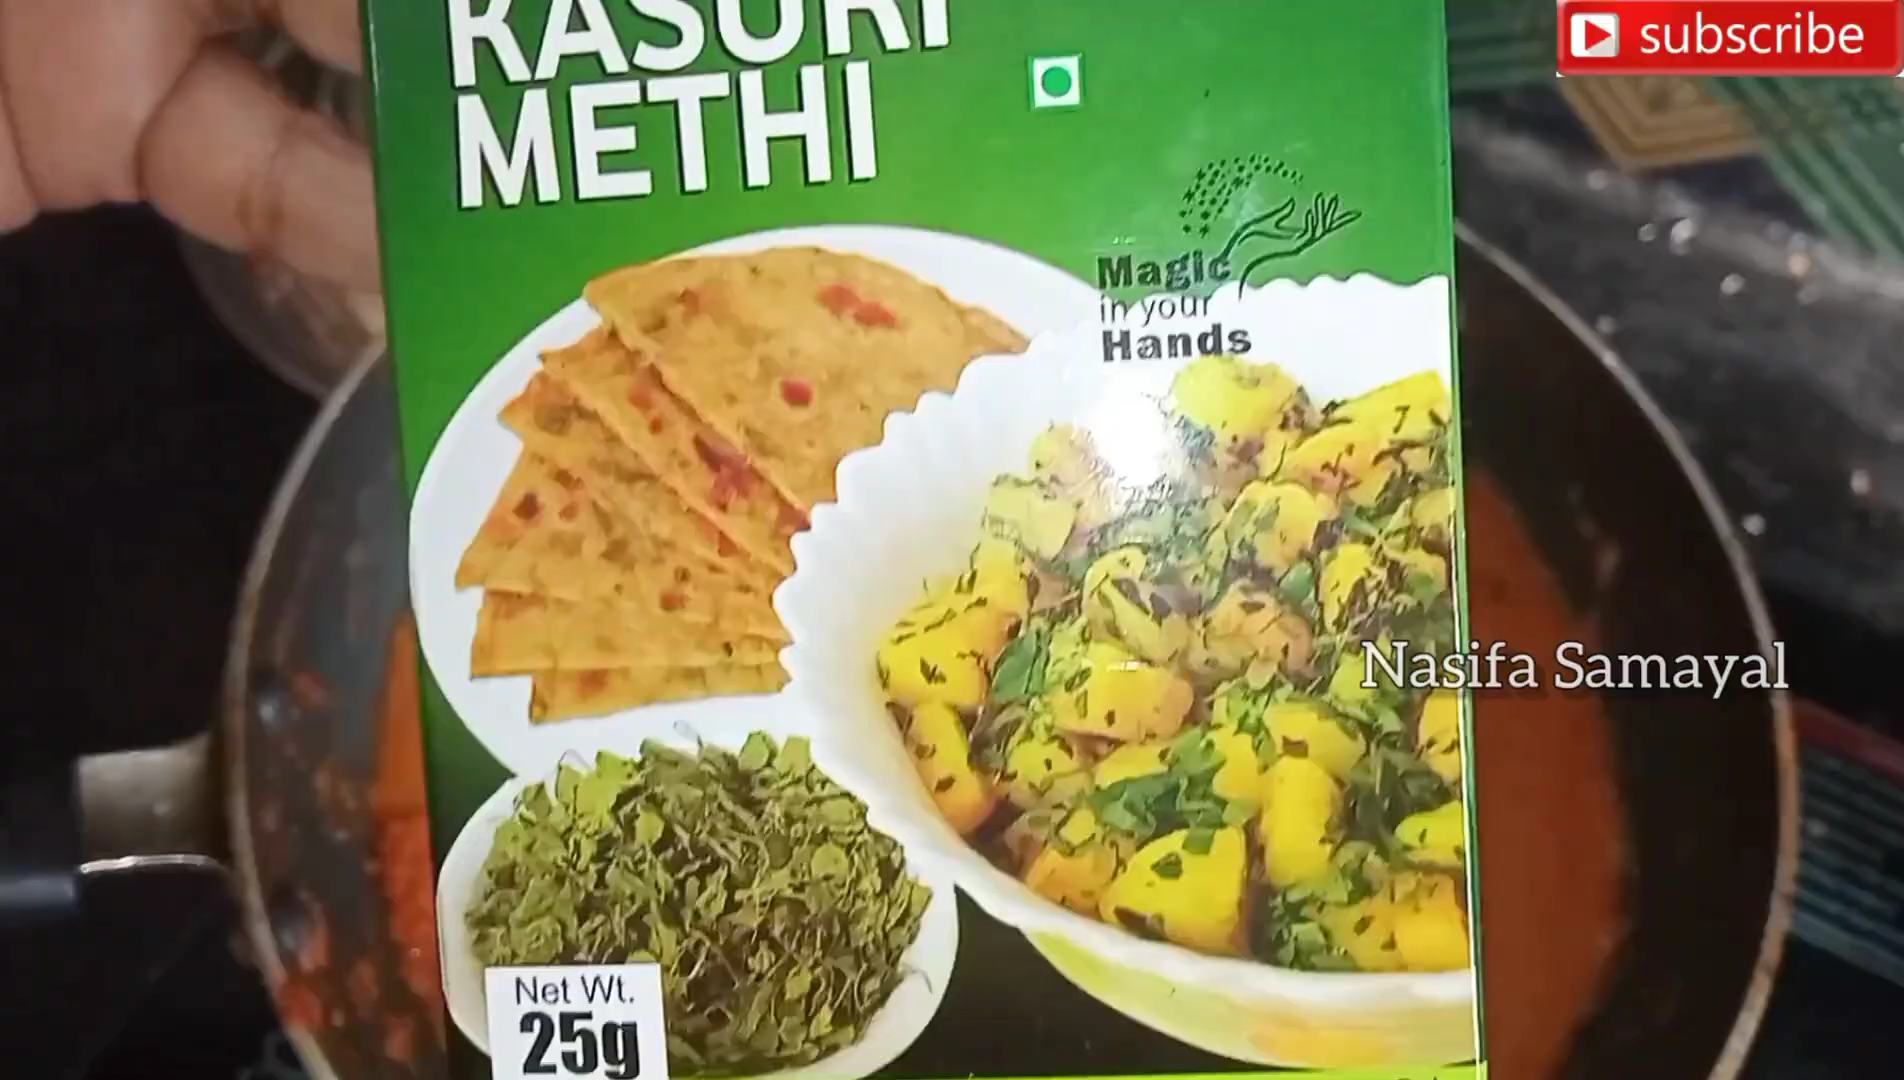 subscribe
KASURI
METHI
Magic
in your
Hands
Nasifa Samayal
Net Wt.
25g